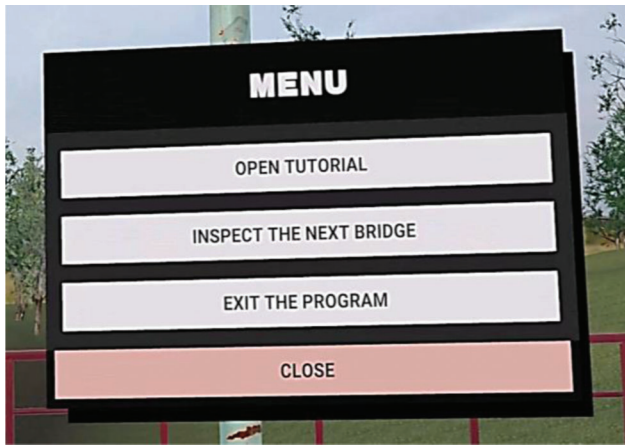 MENU
OPEN TUTORIAL
INSPECT THE NEXT BRIDGE
EXIT THE PROGRAM
CLOSE